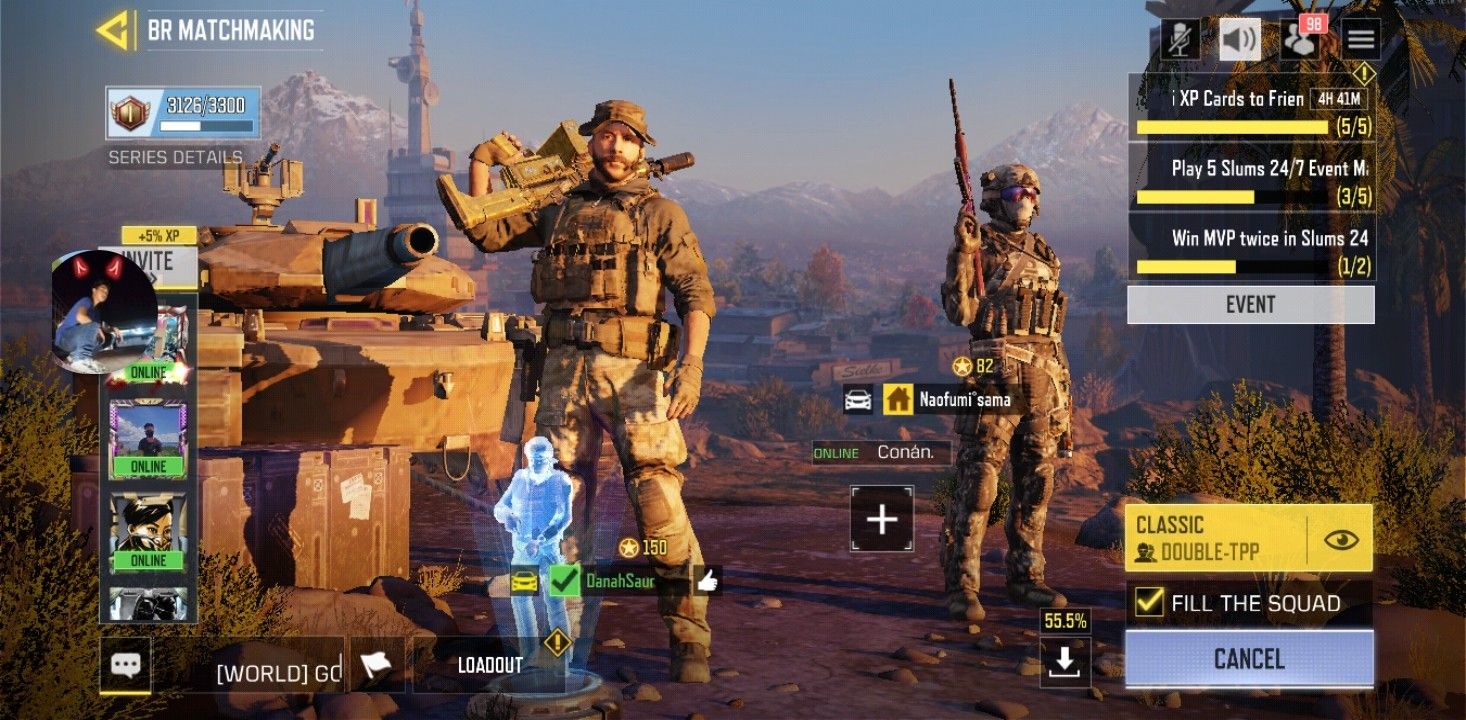 BR MATCHMAKING
98
3126/3300
SERIES DETAILS
i XP Cards to Frien
4H 41M
(5/5)
Play 5 Slums 24/7 Event M
(3/5)
Win MVP twice in Slums 24
(1/2)
EVENT
+5% XP
INVITE
ONLINE
ONLINE
ONLINE
82
Naofumi°sama
ONLINE Conán.
150
DanahSaur
CLASSIC
DOUBLE-TPP
FILL THE SQUAD
55.5%
CANCEL
[WORLD] GO
LOADOUT